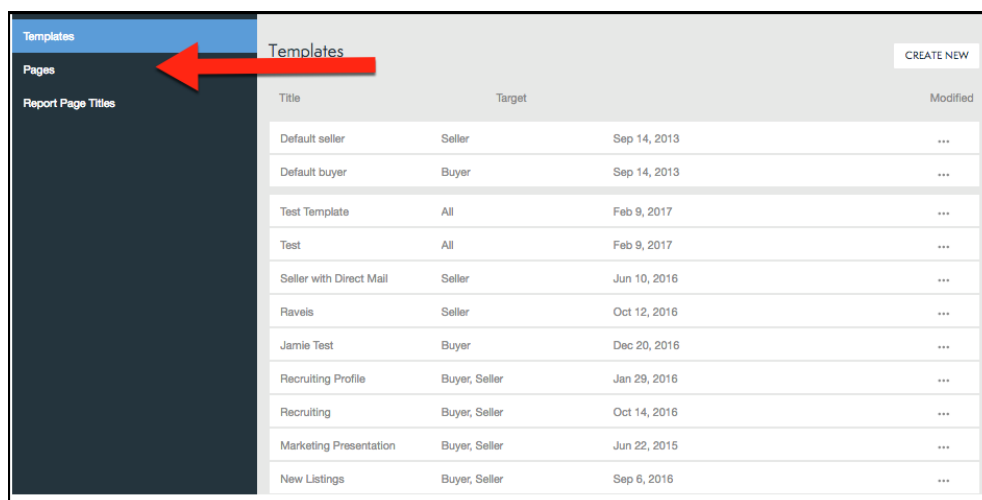 Templates
Pages
Report Page Titles
Templates
CREATE NEW
Title Target Modified
Default seller Seller Sep 14, 2013 ...
Default buyer Buyer Sep 14, 2013 ...
Test Template All Feb 9, 2017 ...
Test All Feb 9, 2017 ...
Seller with Direct Mail Seller Jun 10, 2016 ...
Raveis Seller Oct 12, 2016 ...
Jamie Test Buyer Dec 20, 2016 ...
Recruiting Profile Buyer, Seller Jan 29, 2016 ...
Recruiting Buyer, Seller Oct 14, 2016 ...
Marketing Presentation Buyer, Seller Jun 22, 2015 ...
New Listings Buyer, Seller Sep 6, 2016 ...